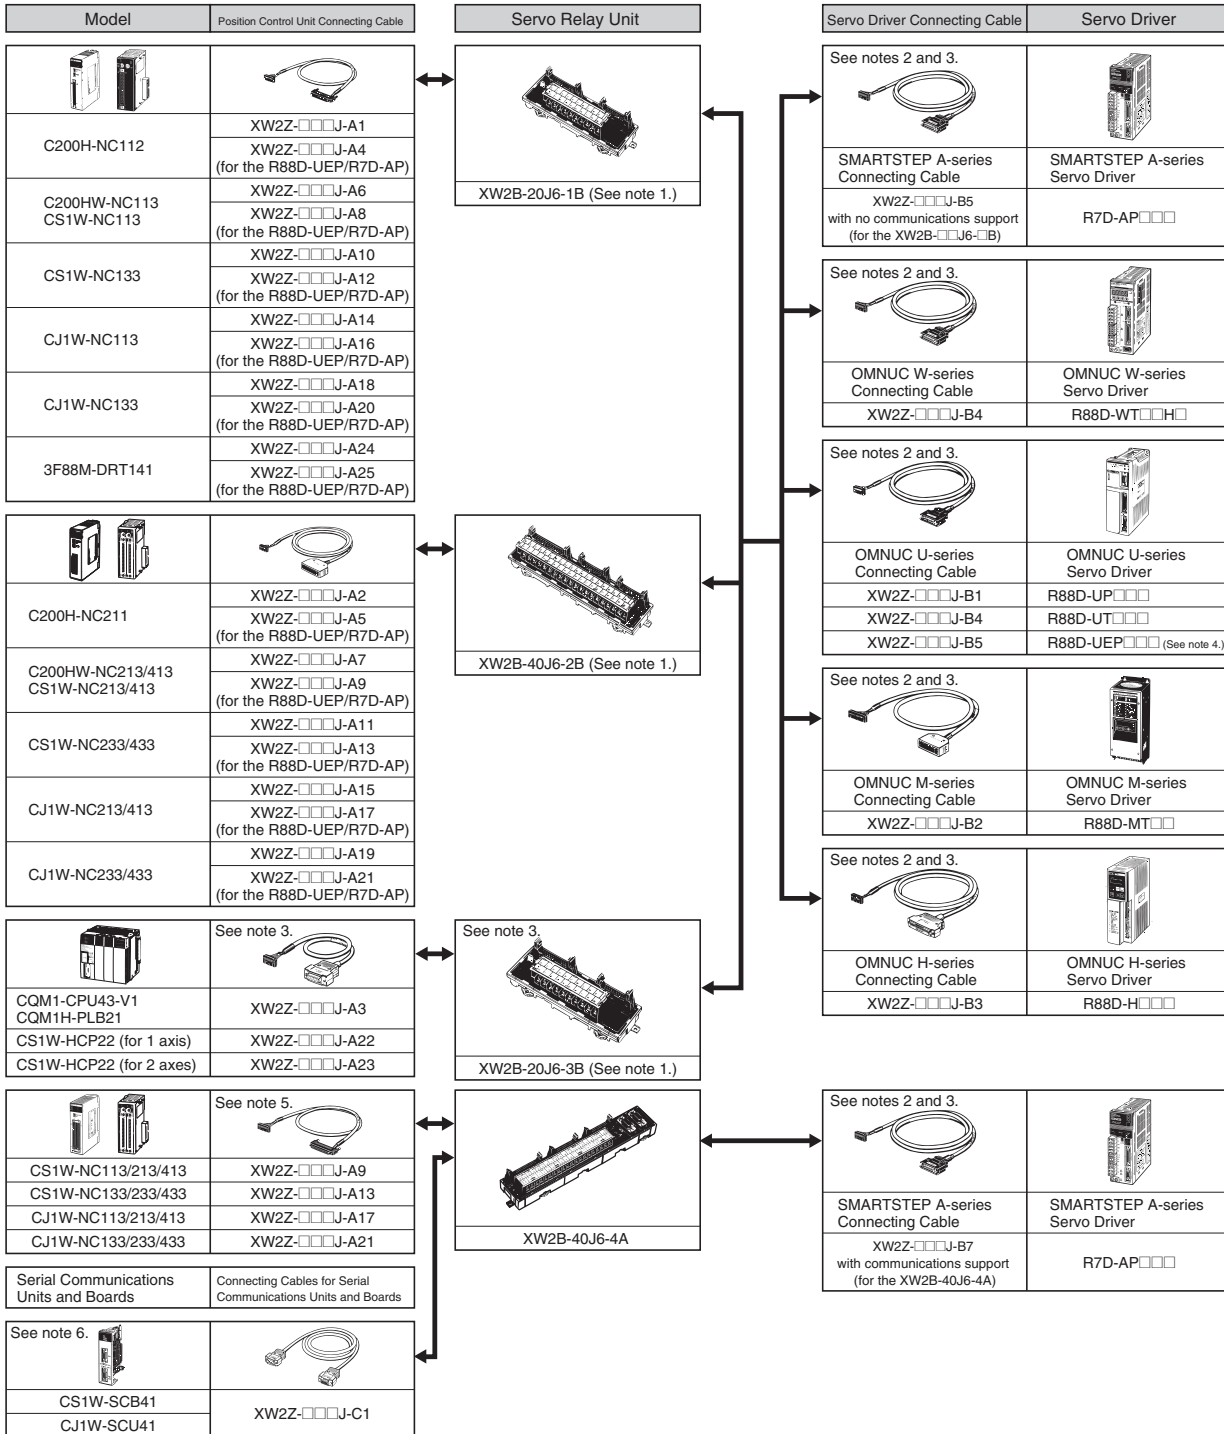 Model
Position Control Unit Connecting Cable
Servo Relay Unit
Servo Driver Connecting Cable
Servo Driver
C200H-NC112
XW2Z-□□□J-A1
XW2Z-□□□J-A4
(for the R88D-UEP/R7D-AP)
C200HW-NC113
CS1W-NC113
XW2Z-□□□J-A6
XW2Z-□□□J-A8
(for the R88D-UEP/R7D-AP)
CS1W-NC133
XW2Z-□□□J-A10
XW2Z-□□□J-A12
(for the R88D-UEP/R7D-AP)
CJ1W-NC113
XW2Z-□□□J-A14
XW2Z-□□□J-A16
(for the R88D-UEP/R7D-AP)
CJ1W-NC133
XW2Z-□□□J-A18
XW2Z-□□□J-A20
(for the R88D-UEP/R7D-AP)
3F88M-DRT141
XW2Z-□□□J-A24
XW2Z-□□□J-A25
(for the R88D-UEP/R7D-AP)
C200H-NC211
XW2Z-□□□J-A2
XW2Z-□□□J-A5
(for the R88D-UEP/R7D-AP)
C200HW-NC213/413
CS1W-NC213/413
XW2Z-□□□J-A7
XW2Z-□□□J-A9
(for the R88D-UEP/R7D-AP)
CS1W-NC233/433
XW2Z-□□□J-A11
XW2Z-□□□J-A13
(for the R88D-UEP/R7D-AP)
CJ1W-NC213/413
XW2Z-□□□J-A15
XW2Z-□□□J-A17
(for the R88D-UEP/R7D-AP)
CJ1W-NC233/433
XW2Z-□□□J-A19
XW2Z-□□□J-A21
(for the R88D-UEP/R7D-AP)
See note 3.
CQM1-CPU43-V1
CQM1H-PLB21
XW2Z-□□□J-A3
CS1W-HCP22 (for 1 axis)
XW2Z-□□□J-A22
CS1W-HCP22 (for 2 axes)
XW2Z-□□□J-A23
See note 5.
CS1W-NC113/213/413
XW2Z-□□□J-A9
CS1W-NC133/233/433
XW2Z-□□□J-A13
CJ1W-NC113/213/413
XW2Z-□□□J-A17
CJ1W-NC133/233/433
XW2Z-□□□J-A21
Serial Communications
Units and Boards
Connecting Cables for Serial
Communications Units and Boards
See note 6.
CS1W-SCB41
CJ1W-SCU41
XW2Z-□□□J-C1
XW2B-20J6-1B (See note 1.)
XW2B-40J6-2B (See note 1.)
See note 3.
XW2B-20J6-3B (See note 1.)
XW2B-40J6-4A
See notes 2 and 3.
SMARTSTEP A-series
Connecting Cable
SMARTSTEP A-series
Servo Driver
XW2Z-□□□J-B5
with no communications support
(for the XW2B-□□J6-□B)
R7D-AP□□□
See notes 2 and 3.
OMNUC W-series
Connecting Cable
OMNUC W-series
Servo Driver
XW2Z-□□□J-B4
R88D-WT□□H□
See notes 2 and 3.
OMNUC U-series
Connecting Cable
OMNUC U-series
Servo Driver
XW2Z-□□□J-B1
R88D-UP□□□
XW2Z-□□□J-B4
R88D-UT□□□
XW2Z-□□□J-B5
R88D-UEP□□□ (See note 4.)
See notes 2 and 3.
OMNUC M-series
Connecting Cable
OMNUC M-series
Servo Driver
XW2Z-□□□J-B2
R88D-MT□□
See notes 2 and 3.
OMNUC H-series
Connecting Cable
OMNUC H-series
Servo Driver
XW2Z-□□□J-B3
R88D-H□□□
See notes 2 and 3.
SMARTSTEP A-series
Connecting Cable
SMARTSTEP A-series
Servo Driver
XW2Z-□□□J-B7
with communications support
(for the XW2B-40J6-4A)
R7D-AP□□□